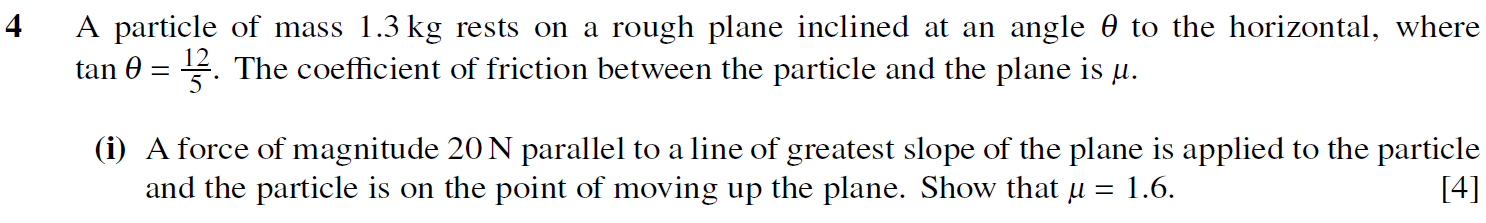 4 A particle of mass 1.3 kg rests on a rough plane inclined at an angle θ to the horizontal, where
tan θ = 12/5. The coefficient of friction between the particle and the plane is μ.
(i) A force of magnitude 20 N parallel to a line of greatest slope of the plane is applied to the particle
and the particle is on the point of moving up the plane. Show that μ = 1.6. [4]